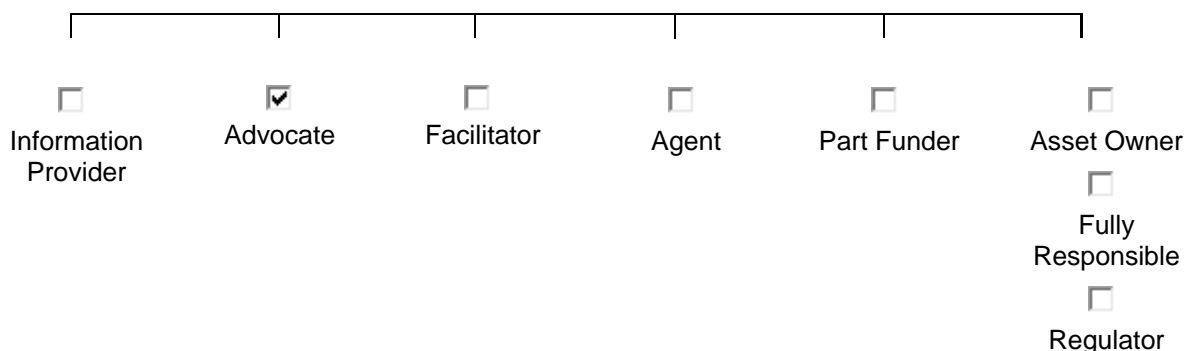 Information
Provider
Advocate
Facilitator
Agent
Part Funder
Asset Owner
Fully
Responsible
Regulator